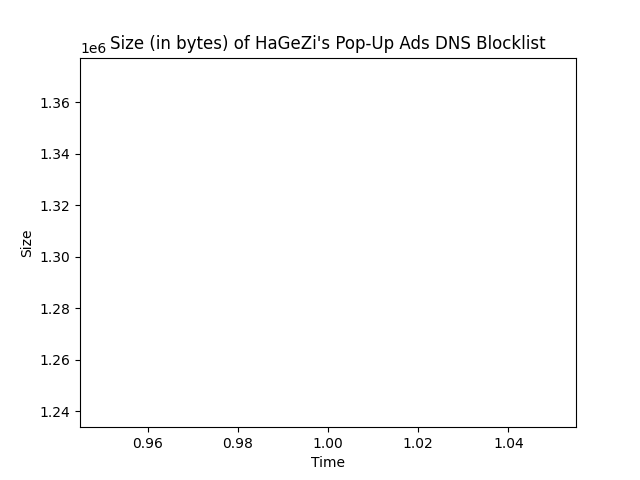 Size (in bytes) of HaGeZi's Pop-Up Ads DNS Blocklist
1e6
1.36
1.34
1.32
1.30
1.28
1.26
1.24
Size
0.96 0.98 1.00 1.02 1.04
Time